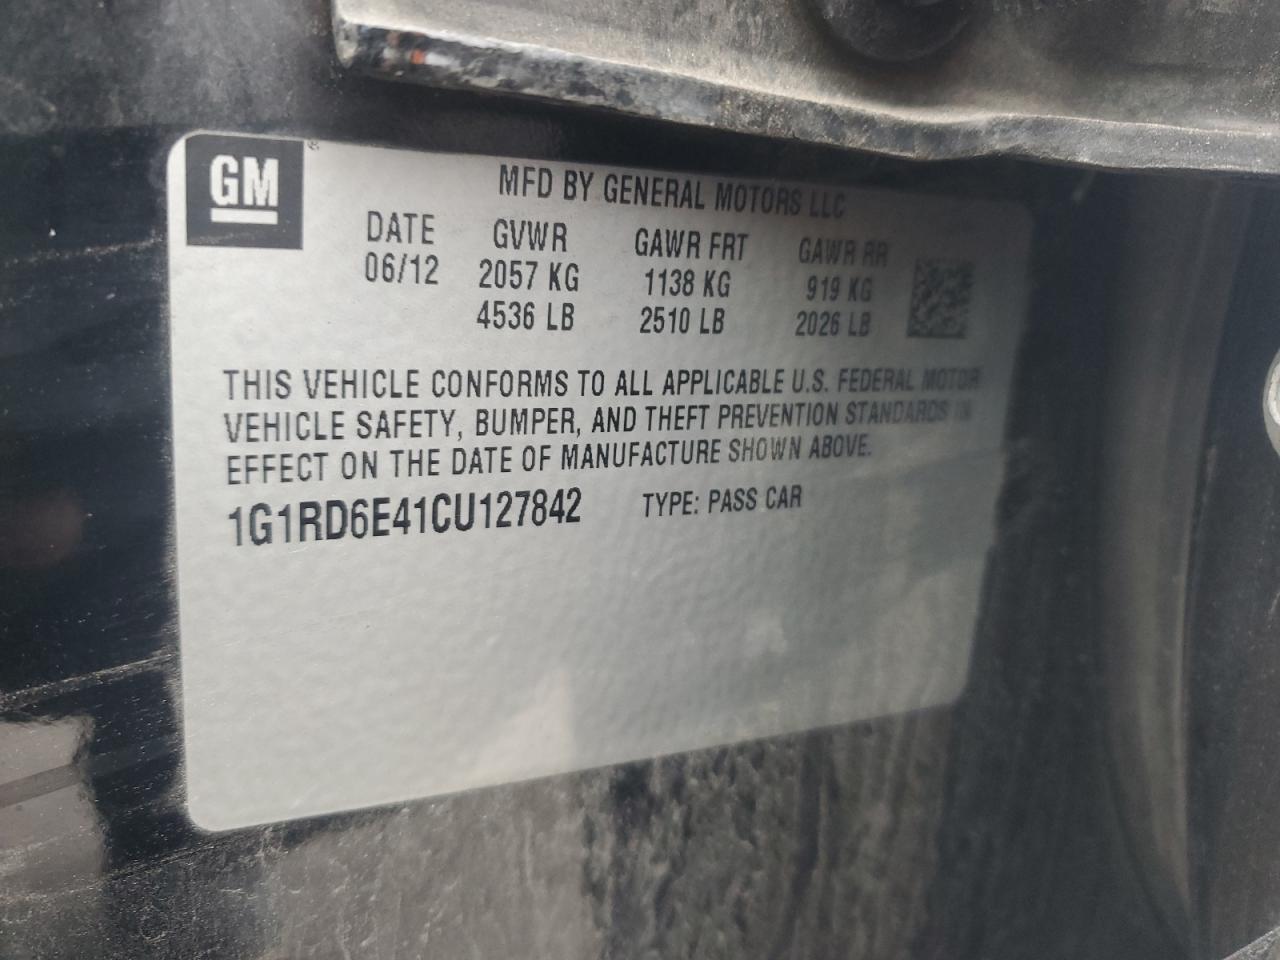 GM
MFD BY GENERAL MOTORS LLC
DATE GVWR GAWR FRT GAWR RR
06/12 2057 KG 1138 KG 919 KG
4536 LB 2510 LB 2026 LB
THIS VEHICLE CONFORMS TO ALL APPLICABLE U.S. FEDERAL MOTOR
VEHICLE SAFETY, BUMPER, AND THEFT PREVENTION STANDARDS IN
EFFECT ON THE DATE OF MANUFACTURE SHOWN ABOVE.
1G1RD6E41CU127842 TYPE: PASS CAR